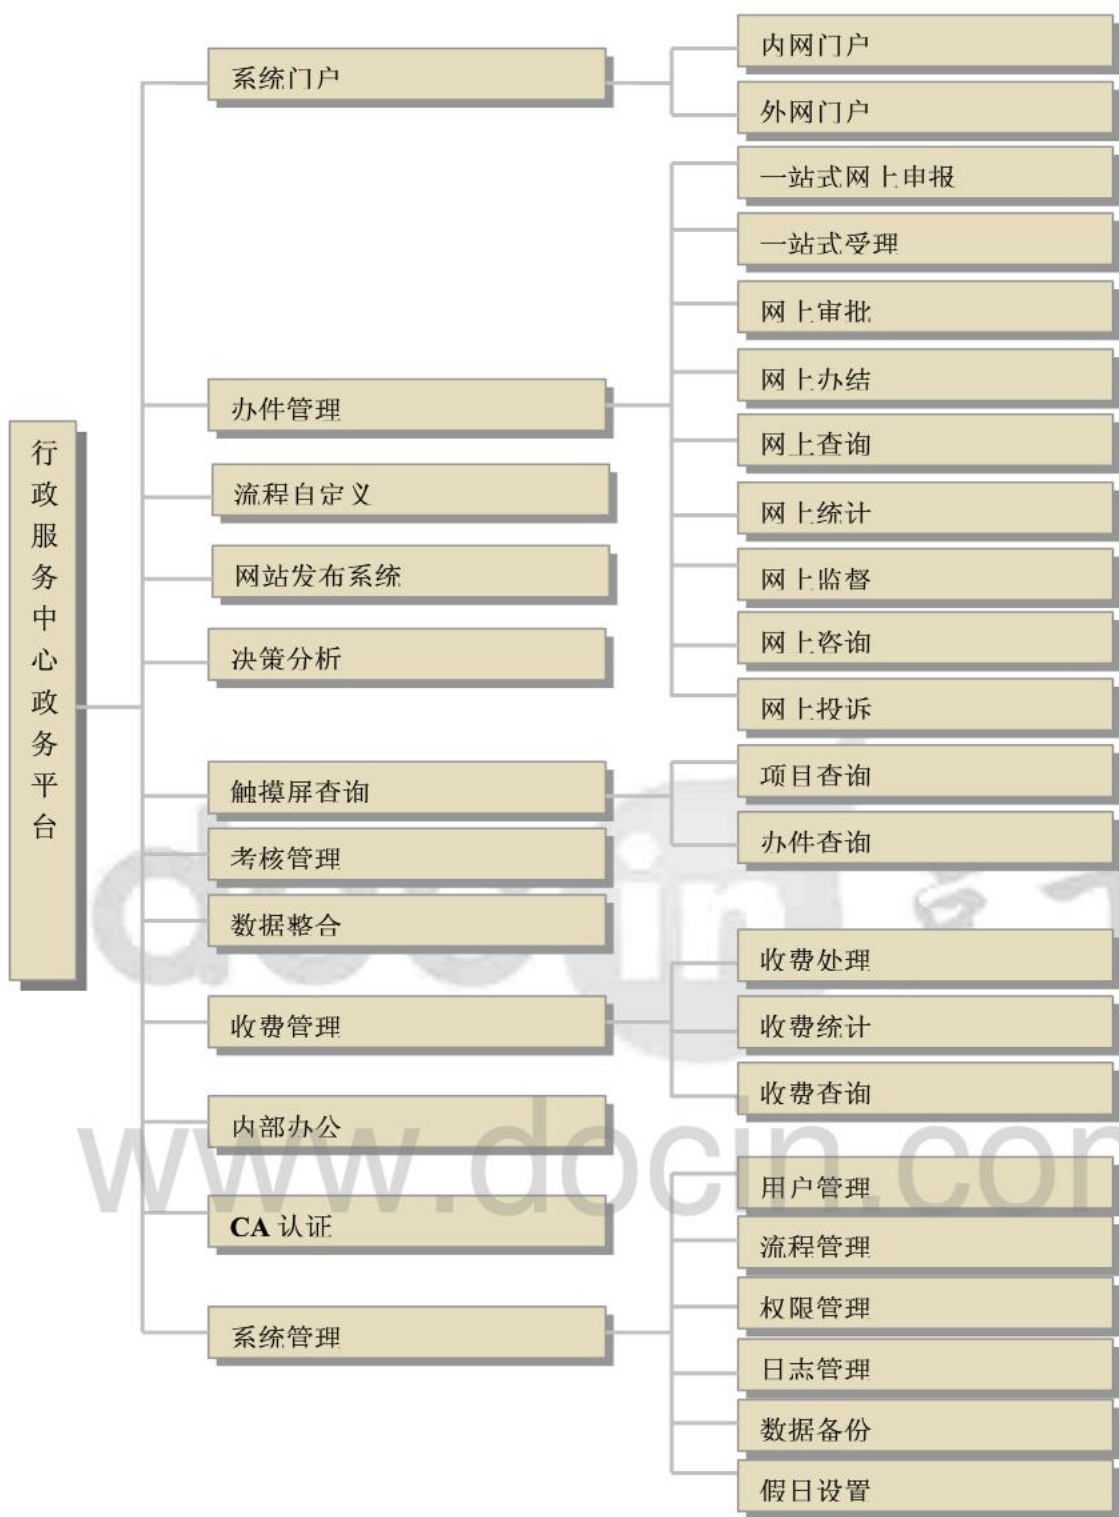 行政服务中心政务平台
系统门户
内网门户
外网门户
办件管理
一站式网上申报
一站式受理
网上审批
网上办结
网上查询
网上统计
网上监督
网上咨询
网上投诉
流程自定义
网站发布系统
决策分析
触摸屏查询
项目查询
办件查询
考核管理
数据整合
收费管理
收费处理
收费统计
收费查询
内部办公
CA 认证
系统管理
用户管理
流程管理
权限管理
日志管理
数据备份
假日设置
docin
www.docin.com